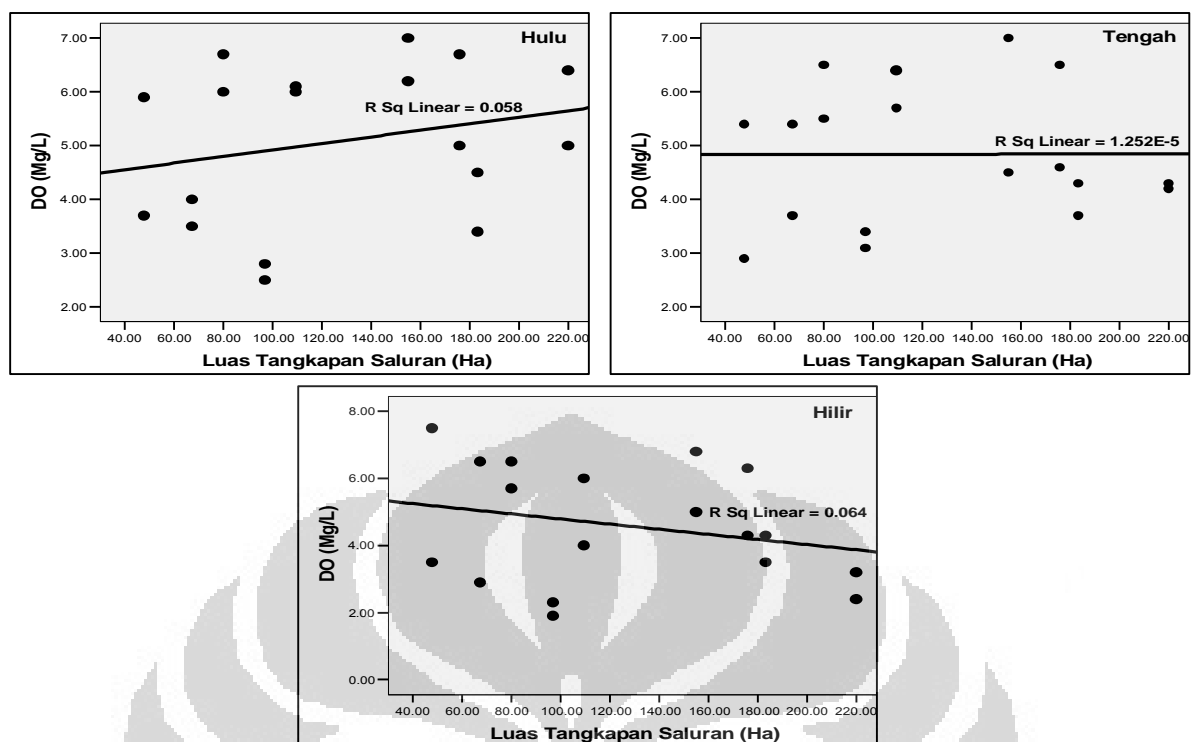 Hulu
7.00
6.00
5.00
4.00
3.00
2.00
DO (Mg/L)
R Sq Linear = 0.058
40.00 60.00 80.00 100.00 120.00 140.00 160.00 180.00 200.00 220.00
Luas Tangkapan Saluran (Ha)
Tengah
7.00
6.00
5.00
4.00
3.00
2.00
DO (Mg/L)
R Sq Linear = 1.252E-5
40.00 60.00 80.00 100.00 120.00 140.00 160.00 180.00 200.00 220.00
Luas Tangkapan Saluran (Ha)
Hilir
8.00
6.00
4.00
2.00
0.00
DO (Mg/L)
R Sq Linear = 0.064
40.00 60.00 80.00 100.00 120.00 140.00 160.00 180.00 200.00 220.00
Luas Tangkapan Saluran (Ha)